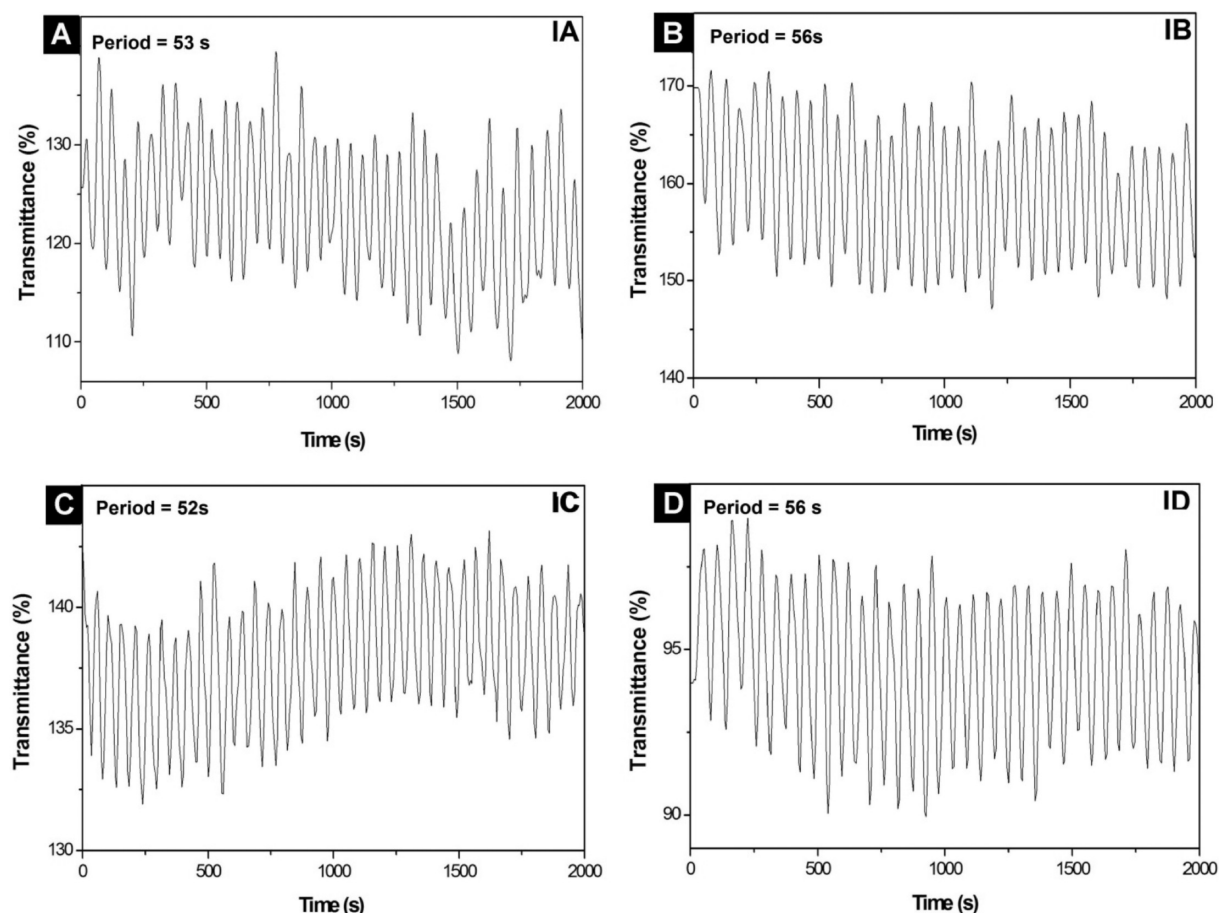 A
Period = 53 s
IA
Transmittance (%)
130
120
110
0
500
1000
1500
2000
Time (s)
B
Period = 56s
IB
Transmittance (%)
170
160
150
140
0
500
1000
1500
2000
Time (s)
C
Period = 52s
IC
Transmittance (%)
140
135
130
0
500
1000
1500
2000
Time (s)
D
Period = 56 s
ID
Transmittance (%)
95
90
0
500
1000
1500
2000
Time (s)